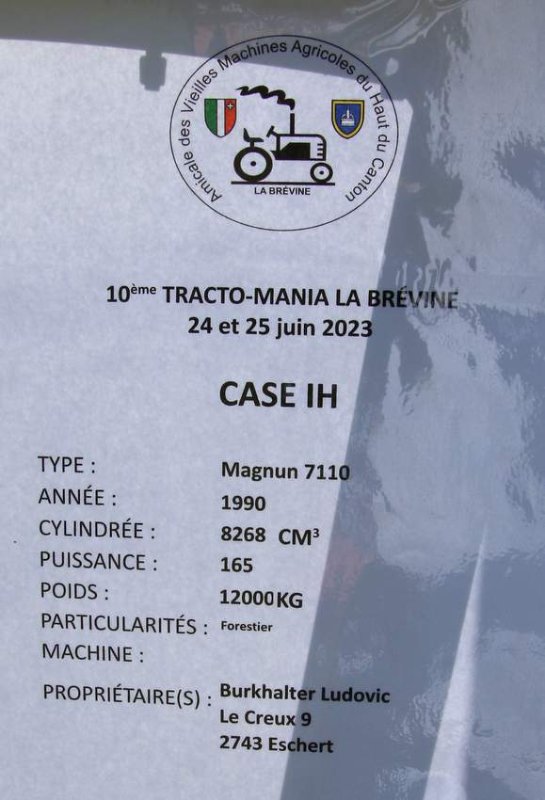 Amicale des Vieilles Machines Agricoles du Haut du Canton
LA BRÉVINE
10ème TRACTO-MANIA LA BRÉVINE
24 et 25 juin 2023
CASE IH
TYPE : Magnun 7110
ANNÉE : 1990
CYLINDRÉE : 8268 CM³
PUISSANCE : 165
POIDS : 12000KG
PARTICULARITÉS : Forestier
MACHINE :
PROPRIÉTAIRE(S) : Burkhalter Ludovic
Le Creux 9
2743 Eschert